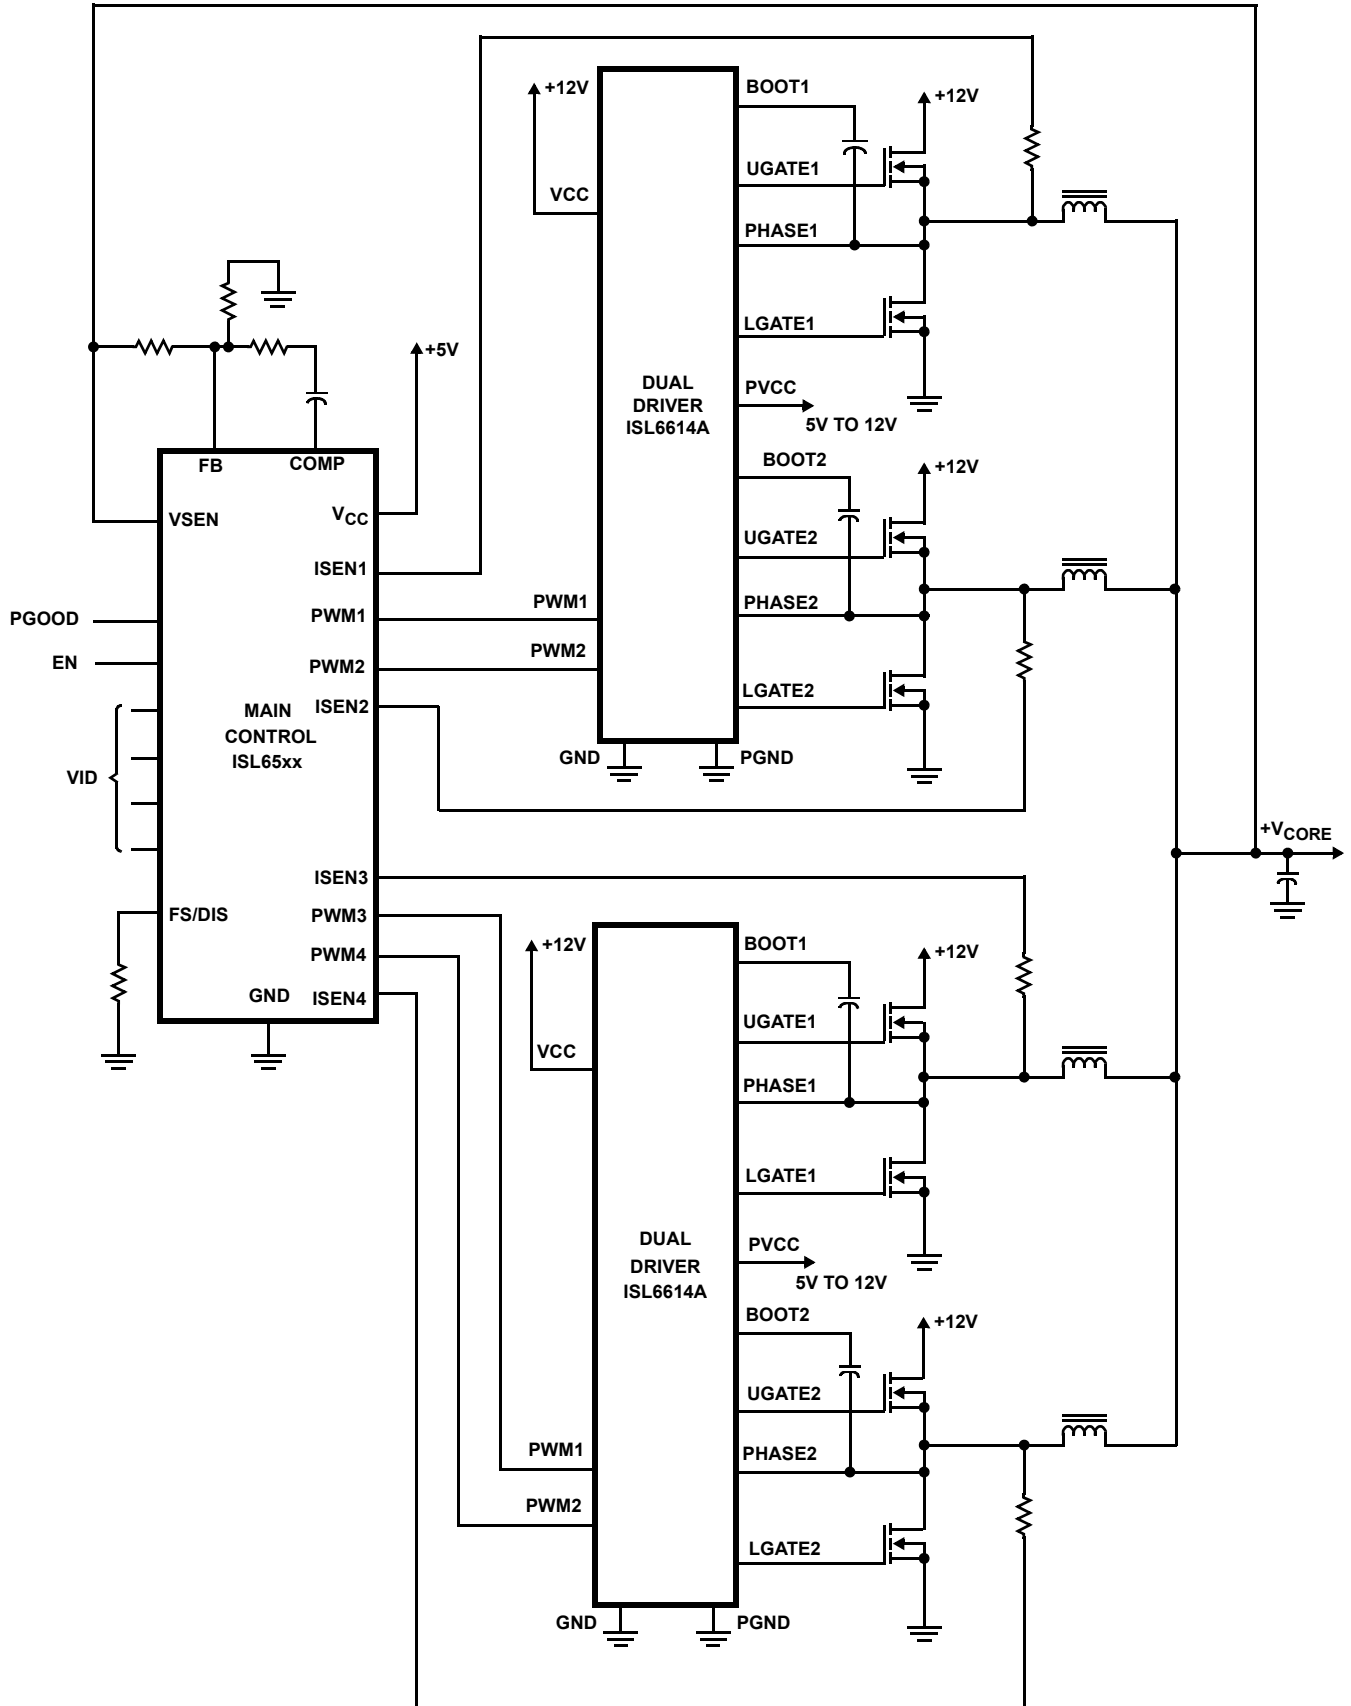 +12V
BOOT1
+12V
UGATE1
VCC
PHASE1
LGATE1
+5V
DUAL
DRIVER
ISL6614A
PVCC
5V TO 12V
BOOT2
+12V
UGATE2
PHASE2
LGATE2
PWM1
PWM2
GND
PGND
FB
COMP
VSEN
VCC
ISEN1
PGOOD
PWM1
EN
PWM2
ISEN2
MAIN
CONTROL
ISL65xx
VID
ISEN3
FS/DIS
PWM3
PWM4
GND
ISEN4
+VCORE
+12V
BOOT1
+12V
UGATE1
VCC
PHASE1
LGATE1
DUAL
DRIVER
ISL6614A
PVCC
5V TO 12V
BOOT2
+12V
UGATE2
PWM1
PHASE2
PWM2
LGATE2
GND
PGND